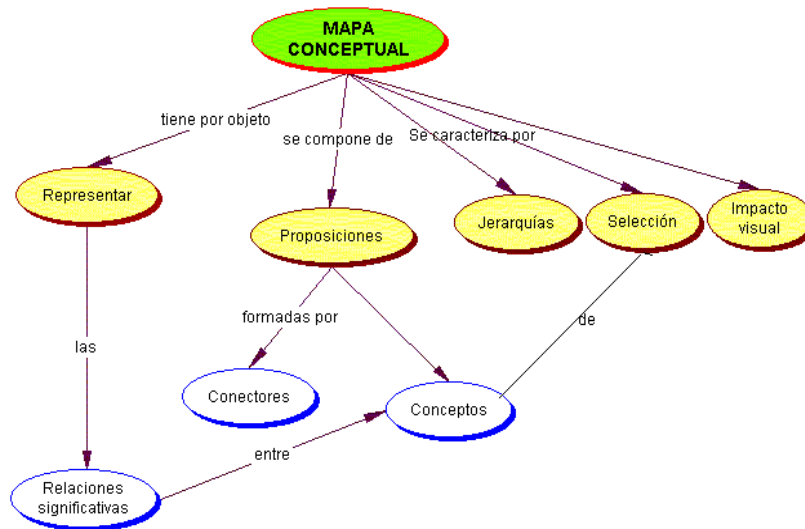 MAPA
CONCEPTUAL
tiene por objeto
se compone de
Se caracteriza por
Representar
Proposiciones
Jerarquías
Selección
Impacto
visual
formadas por
las
de
Conectores
Conceptos
entre
Relaciones
significativas